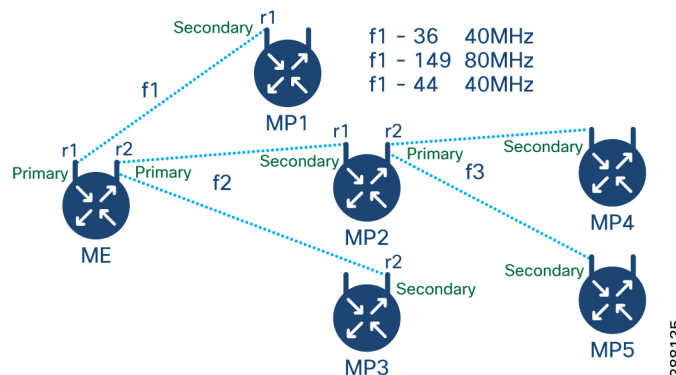 r1
Secondary
f1 - 36 40MHz
f1 - 149 80MHz
f1 - 44 40MHz
f1
MP1
r1
r2
Primary
Primary
ME
r1
r2
Secondary
Primary
f2
MP2
f3
Secondary
MP4
r2
Secondary
MP3
Secondary
MP5